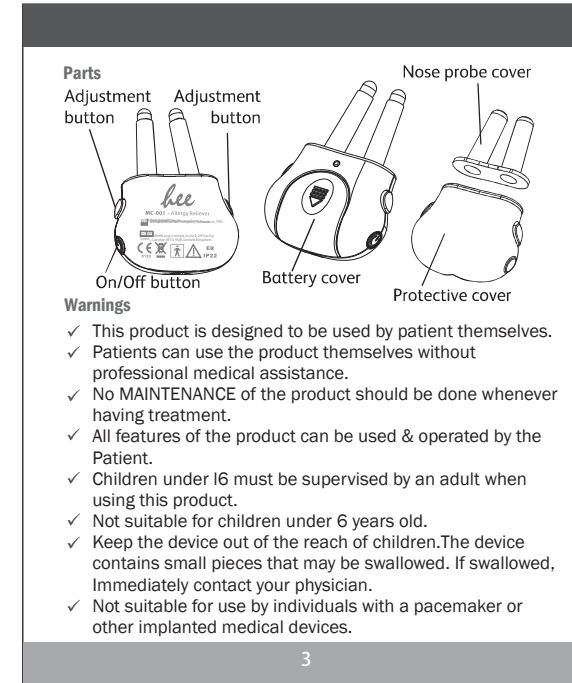 Parts
Adjustment
button
Adjustment
button
Nose probe cover
bee
MC-001 - Allergy Reliever
ER
IP22
On/Off button
Battery cover
Protective cover
Warnings
✓ This product is designed to be used by patient themselves.
✓ Patients can use the product themselves without
professional medical assistance.
✓ No MAINTENANCE of the product should be done whenever
having treatment.
✓ All features of the product can be used & operated by the
Patient.
✓ Children under l6 must be supervised by an adult when
using this product.
✓ Not suitable for children under 6 years old.
✓ Keep the device out of the reach of children.The device
contains small pieces that may be swallowed. If swallowed,
Immediately contact your physician.
✓ Not suitable for use by individuals with a pacemaker or
other implanted medical devices.
3